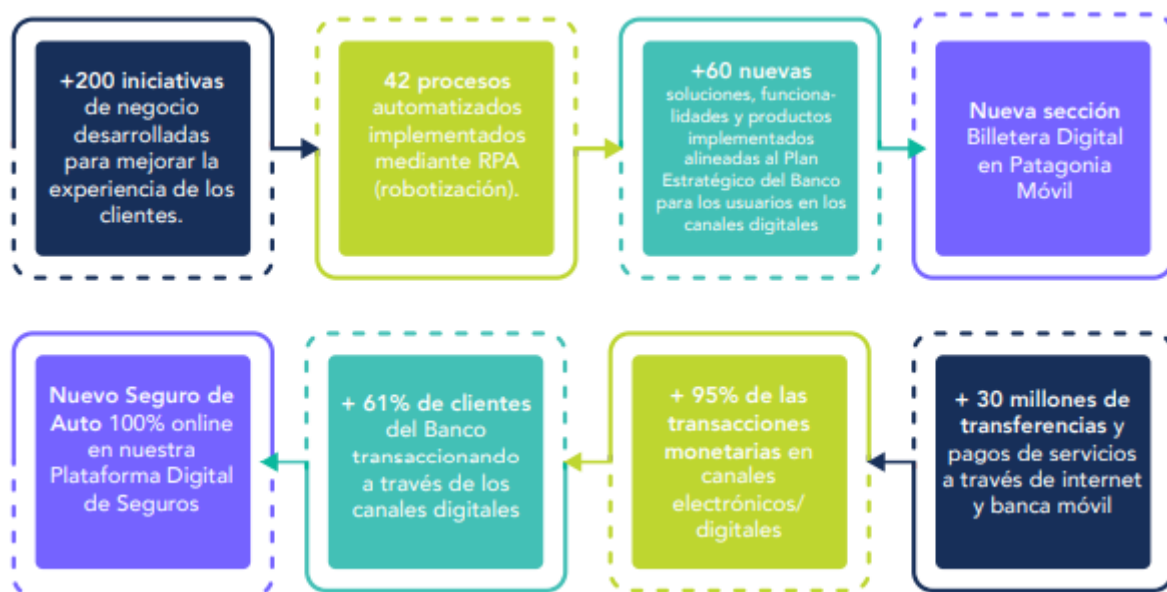 +200 iniciativas
de negocio
desarrolladas
para mejorar la
experiencia de los
clientes.
42 procesos
automatizados
implementados
mediante RPA
(robotización).
+60 nuevas
soluciones, funciona-
lidades y productos
implementados
alineadas al Plan
Estratégico del Banco
para los usuarios en los
canales digitales
Nueva sección
Billetera Digital
en Patagonia
Móvil
Nuevo Seguro de
Auto 100% online
en nuestra
Plataforma Digital
de Seguros
+ 61% de clientes
del Banco
transaccionando
a través de los
canales digitales
+ 95% de las
transacciones
monetarias en
canales
electrónicos/
digitales
+ 30 millones de
transferencias y
pagos de servicios
a través de internet
y banca móvil